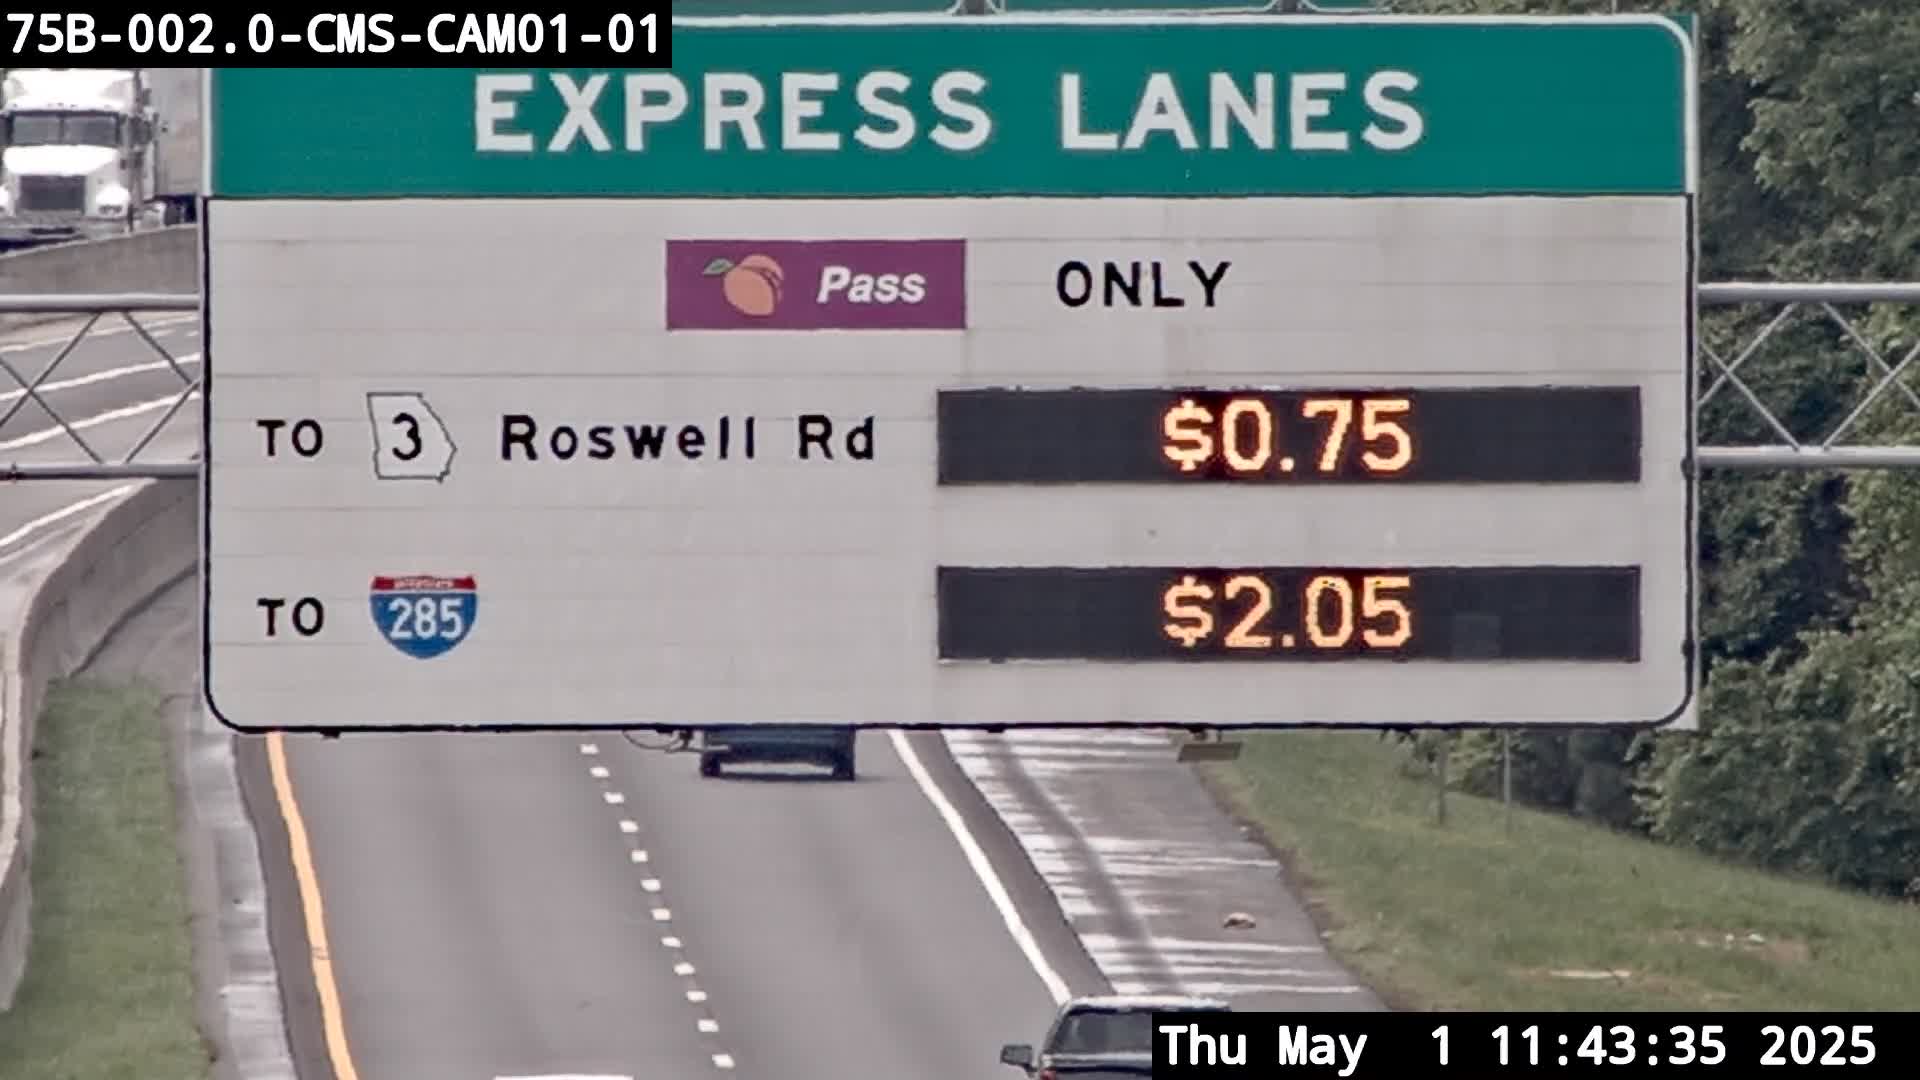 75B-002.0-CMS-CAM01-01
EXPRESS LANES
Pass ONLY
TO 3 Roswell Rd $0.75
TO 285 $2.05
Thu May 1 11:43:35 2025